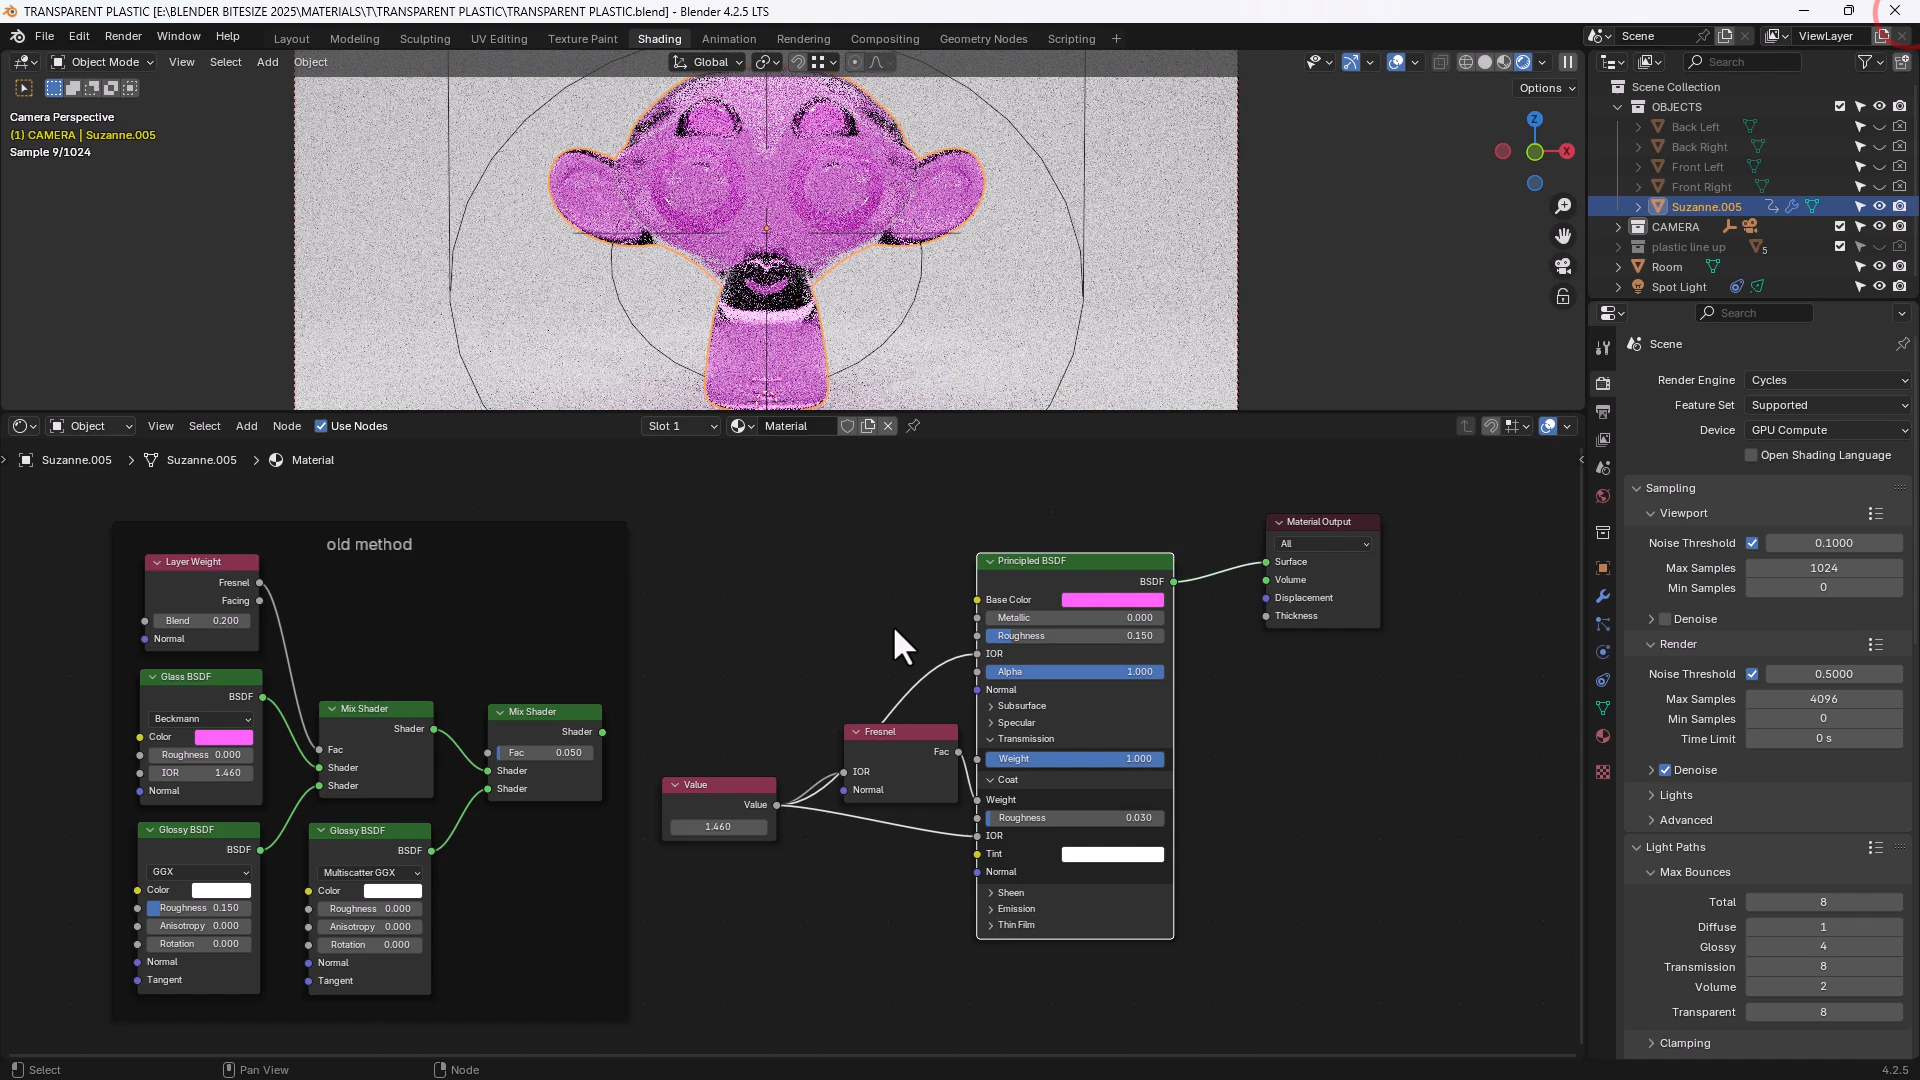 TRANSPARENT PLASTIC [E:\BLENDER BITESIZE 2025\MATERIALS\T\TRANSPARENT PLASTIC\TRANSPARENT PLASTIC.blend] - Blender 4.2.5 LTS
File Edit Render Window Help Layout Modeling Sculpting UV Editing Texture Paint Shading Animation Rendering Compositing Geometry Nodes Scripting + Scene ViewLayer
Object Mode View Select Add Object Global Search
Options
Camera Perspective
(1) CAMERA | Suzanne.005
Sample 9/1024
Z
X
Scene Collection
OBJECTS
Back Left
Back Right
Front Left
Front Right
Suzanne.005
CAMERA
plastic line up 5
Room
Spot Light
Search
Scene
Render Engine Cycles
Feature Set Supported
Device GPU Compute
Open Shading Language
Sampling
Viewport
Noise Threshold 0.1000
Max Samples 1024
Min Samples 0
Denoise
Render
Noise Threshold 0.5000
Max Samples 4096
Min Samples 0
Time Limit 0 s
Denoise
Lights
Advanced
Light Paths
Max Bounces
Total 8
Diffuse 1
Glossy 4
Transmission 8
Volume 2
Transparent 8
Clamping
Object View Select Add Node Use Nodes Slot 1 Material
Suzanne.005 > Suzanne.005 > Material
old method
Layer Weight
Fresnel
Facing
Blend 0.200
Normal
Glass BSDF
BSDF
Beckmann
Color
Roughness 0.000
IOR 1.460
Normal
Glossy BSDF
BSDF
GGX
Color
Roughness 0.150
Anisotropy 0.000
Rotation 0.000
Normal
Tangent
Mix Shader
Shader
Fac
Shader
Shader
Glossy BSDF
BSDF
Multiscatter GGX
Color
Roughness 0.000
Anisotropy 0.000
Rotation 0.000
Normal
Tangent
Mix Shader
Shader
Fac 0.050
Shader
Shader
Value
Value
1.460
Fresnel
Fac
IOR
Normal
Principled BSDF
BSDF
Base Color
Metallic 0.000
Roughness 0.150
IOR
Alpha 1.000
Normal
Subsurface
Specular
Transmission
Weight 1.000
Coat
Weight
Roughness 0.030
IOR
Tint
Normal
Sheen
Emission
Thin Film
Material Output
All
Surface
Volume
Displacement
Thickness
Select Pan View Node 4.2.5